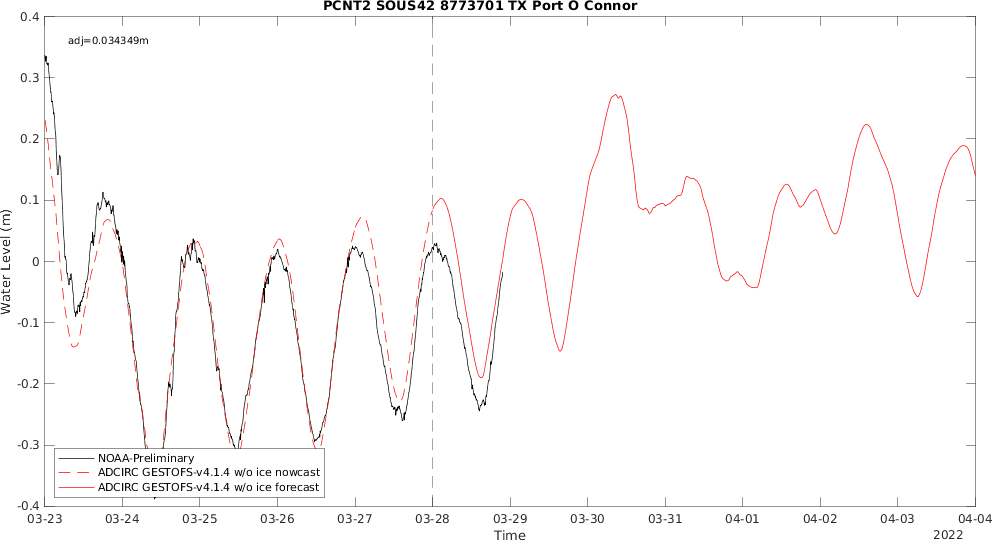 PCNT2 SOUS42 8773701 TX Port O Connor
adj=0.034349m
0.4
0.3
0.2
0.1
0
-0.1
-0.2
-0.3
-0.4
Water Level (m)
NOAA-Preliminary
ADCIRC GESTOFS-v4.1.4 w/o ice nowcast
ADCIRC GESTOFS-v4.1.4 w/o ice forecast
03-23 03-24 03-25 03-26 03-27 03-28 03-29 03-30 03-31 04-01 04-02 04-03 04-04
Time
2022